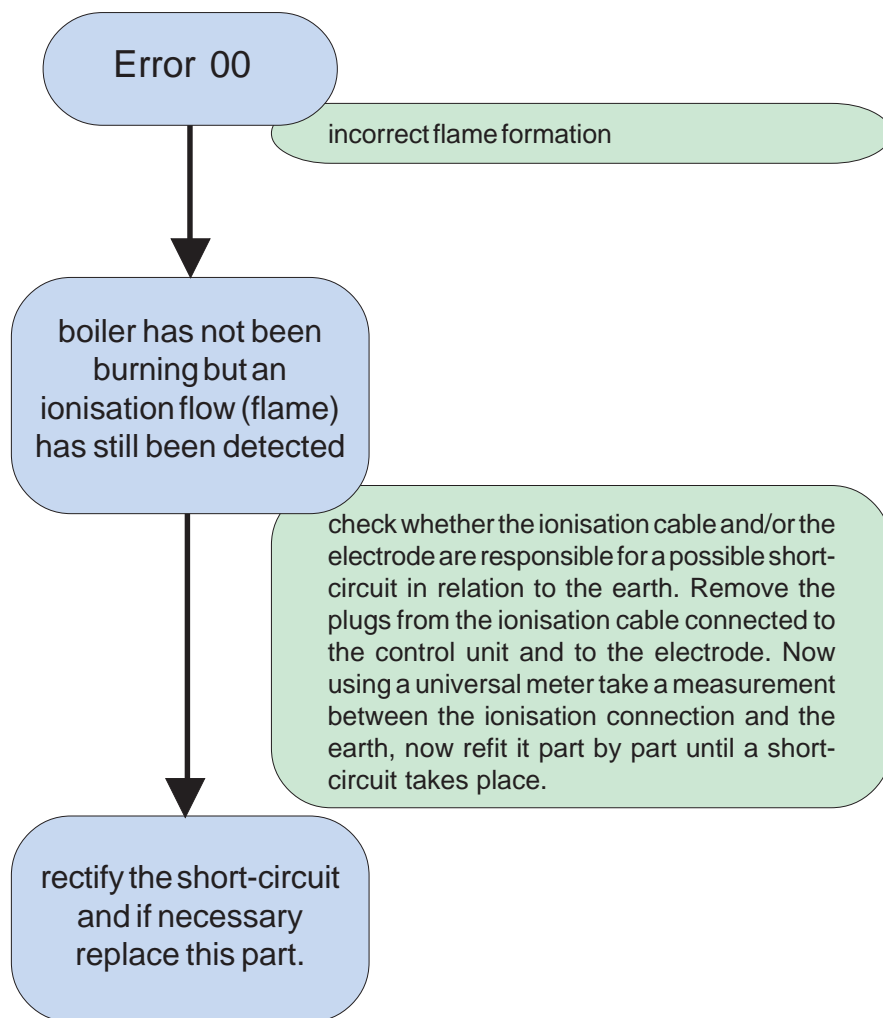 Error 00
incorrect flame formation
boiler has not been
burning but an
ionisation flow (flame)
has still been detected
check whether the ionisation cable and/or the
electrode are responsible for a possible short-
circuit in relation to the earth. Remove the
plugs from the ionisation cable connected to
the control unit and to the electrode. Now
using a universal meter take a measurement
between the ionisation connection and the
earth, now refit it part by part until a short-
circuit takes place.
rectify the short-circuit
and if necessary
replace this part.